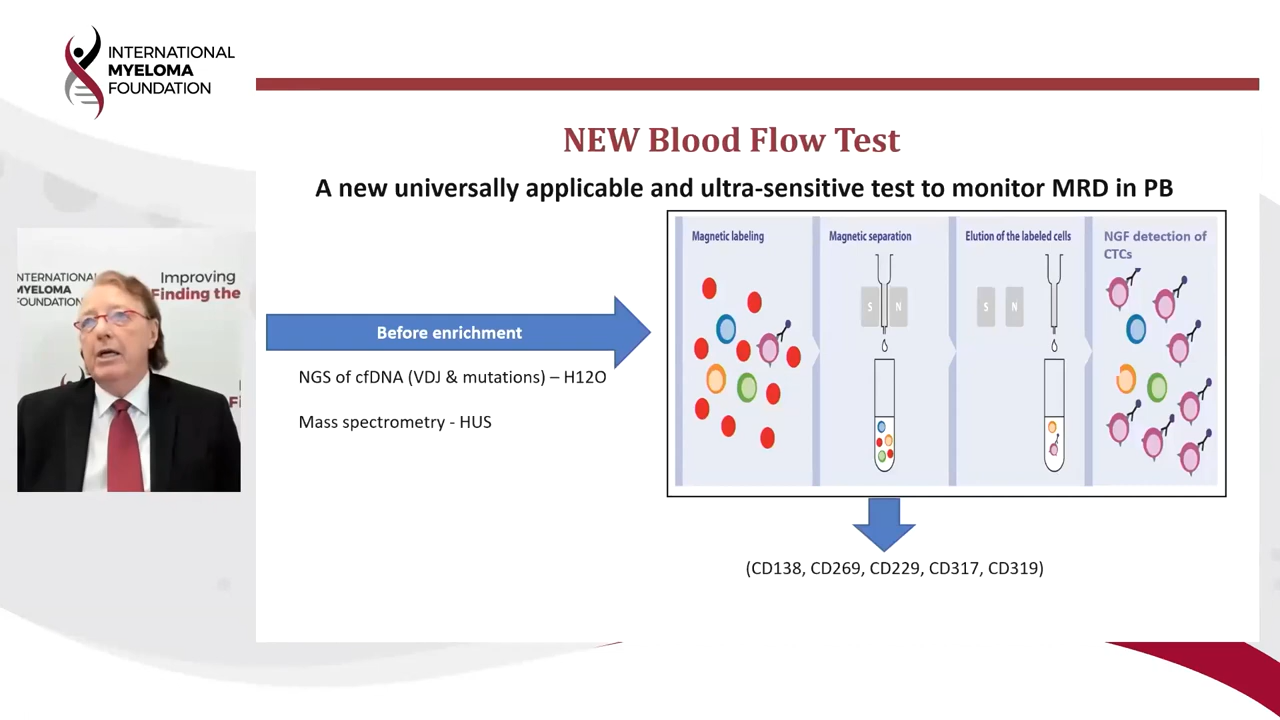 INTERNATIONAL
MYELOMA
FOUNDATION
NEW Blood Flow Test
A new universally applicable and ultra-sensitive test to monitor MRD in PB
Before enrichment
NGS of cfDNA (VDJ & mutations) – H12O
Mass spectrometry - HUS
Magnetic labeling
Magnetic separation
Elution of the labeled cells
NGF detection of
CTCs
S N
S N
(CD138, CD269, CD229, CD317, CD319)
INTERNATIONAL
MYELOMA
FOUNDATION
Improving
Finding the